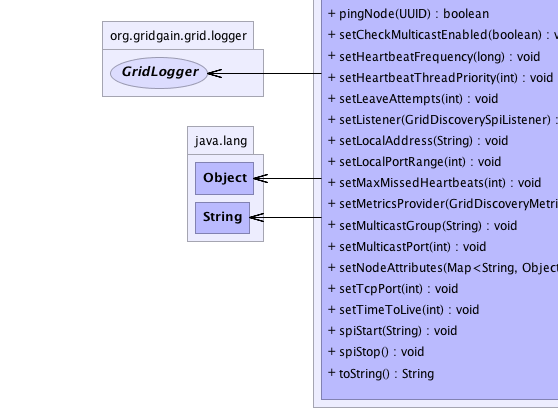 org.gridgain.grid.logger
GridLogger
java.lang
Object
String
+ pingNode(UUID) : boolean
+ setCheckMulticastEnabled(boolean) :
+ setHeartbeatFrequency(long) : void
+ setHeartbeatThreadPriority(int) : void
+ setLeaveAttempts(int) : void
+ setListener(GridDiscoverySpiListener) :
+ setLocalAddress(String) : void
+ setLocalPortRange(int) : void
+ setMaxMissedHeartbeats(int) : void
+ setMetricsProvider(GridDiscoveryMetri
+ setMulticastGroup(String) : void
+ setMulticastPort(int) : void
+ setNodeAttributes(Map<String, Object
+ setTcpPort(int) : void
+ setTimeToLive(int) : void
+ spiStart(String) : void
+ spiStop() : void
+ toString() : String